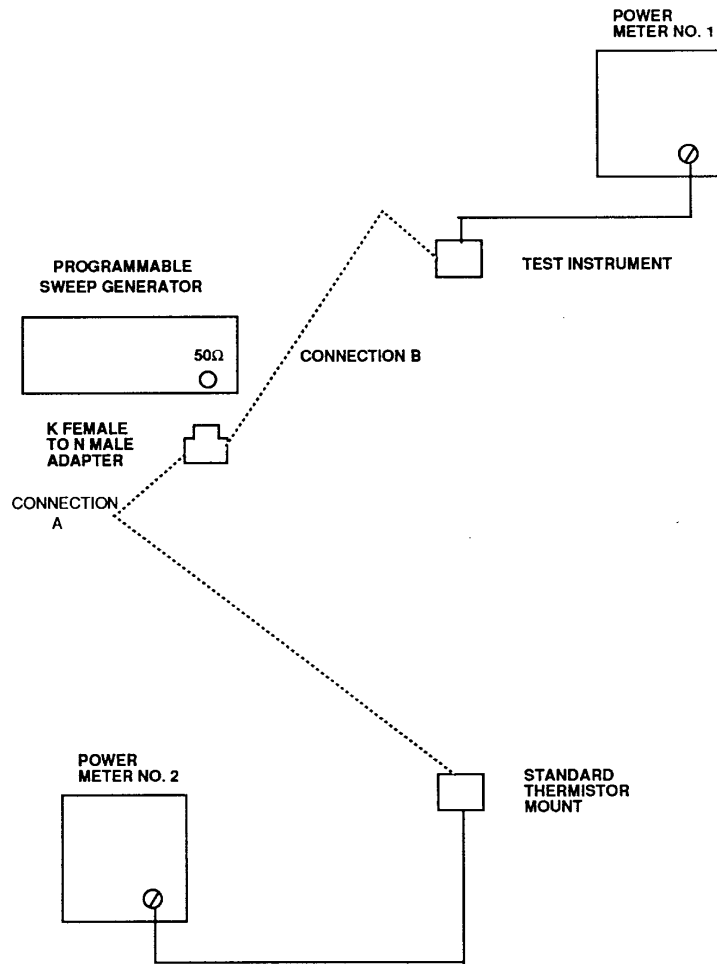 POWER
METER NO. 1
PROGRAMMABLE
SWEEP GENERATOR
TEST INSTRUMENT
50Ω
CONNECTION B
K FEMALE
TO N MALE
ADAPTER
CONNECTION
A
POWER
METER NO. 2
STANDARD
THERMISTOR
MOUNT